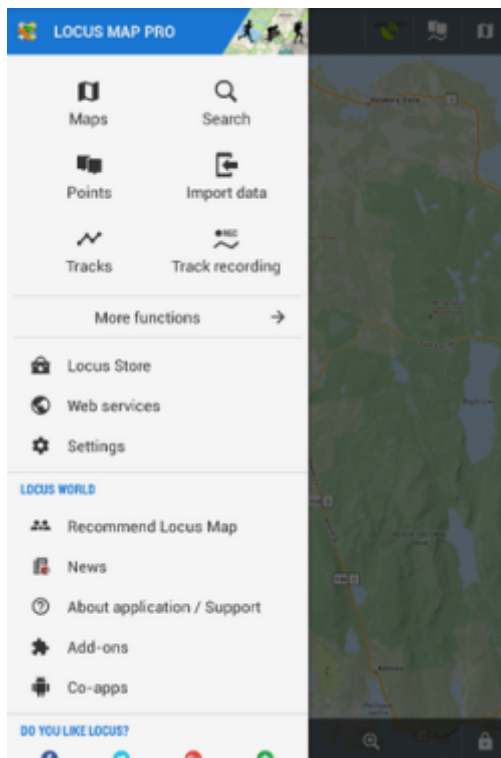 LOCUS MAP PRO
Maps
Search
Points
Import data
REC
Tracks
Track recording
More functions
Locus Store
Web services
Settings
LOCUS WORLD
Recommend Locus Map
News
About application / Support
Add-ons
Co-apps
DO YOU LIKE LOCUS?